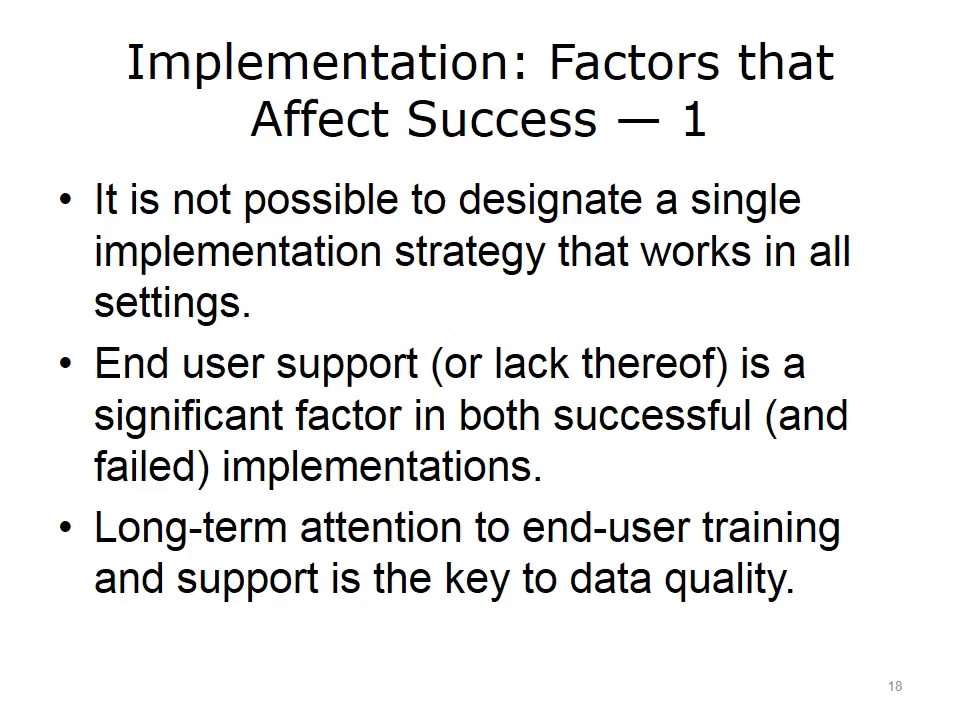 Implementation: Factors that
Affect Success — 1
• It is not possible to designate a single
implementation strategy that works in all
settings.
• End user support (or lack thereof) is a
significant factor in both successful (and
failed) implementations.
• Long-term attention to end-user training
and support is the key to data quality.
18